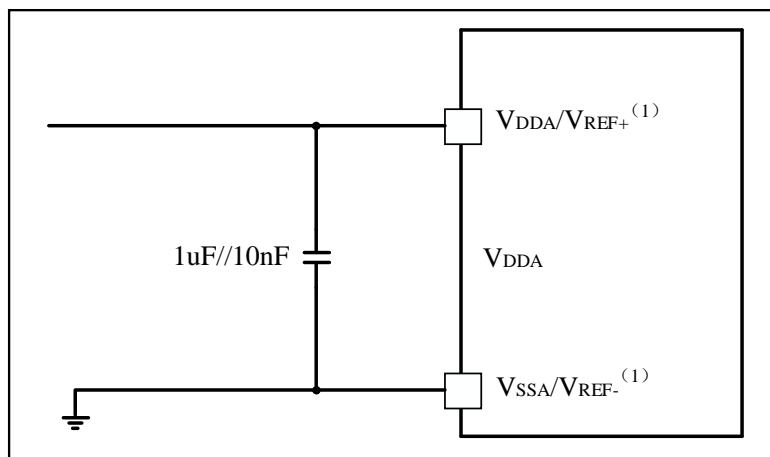 VDDA/VREF+（1）
1uF//10nF
VDDA
VSSA/VREF-（1）